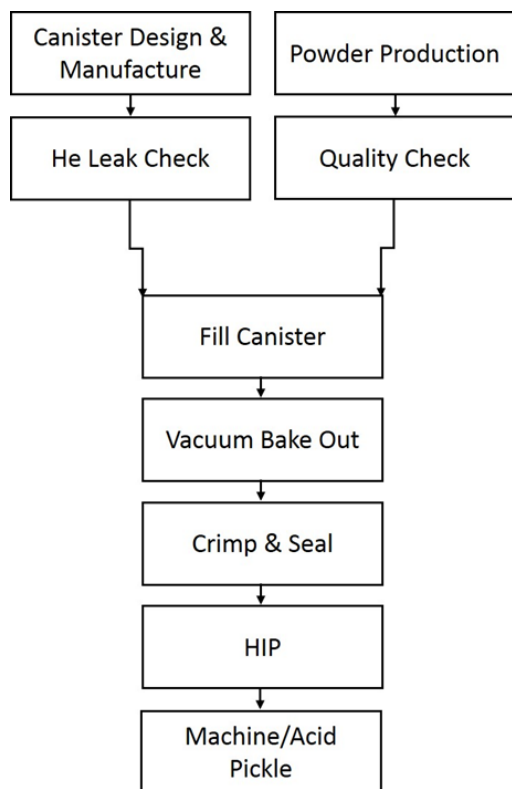 Canister Design &
Manufacture
Powder Production
He Leak Check
Quality Check
Fill Canister
Vacuum Bake Out
Crimp & Seal
HIP
Machine/Acid
Pickle